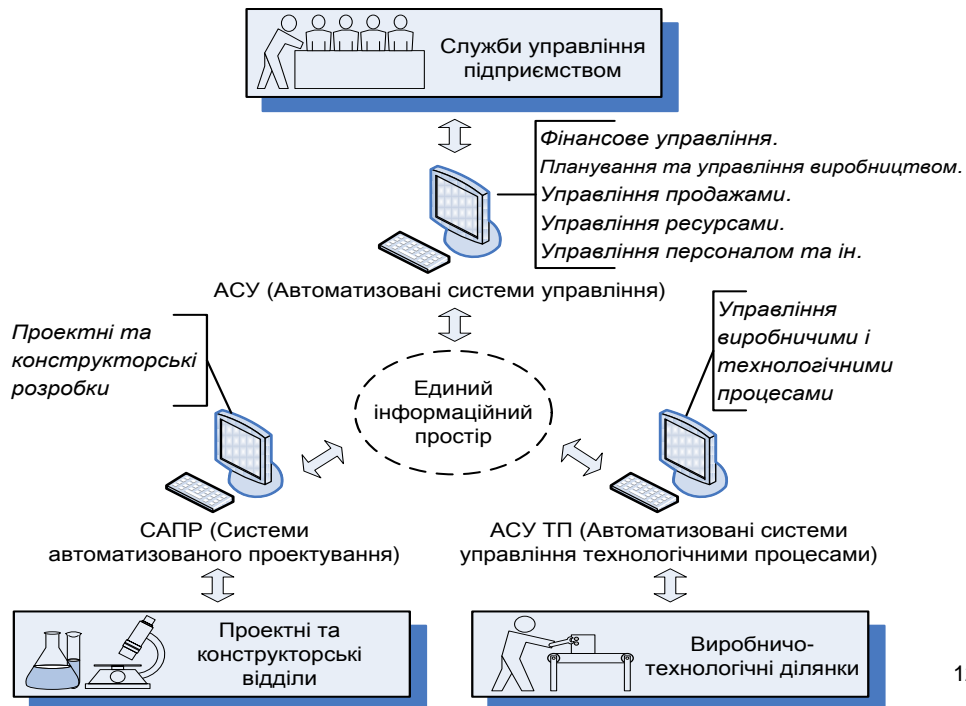 Служби управління
підприємством
Фінансове управління.
Планування та управління виробництвом.
Управління продажами.
Управління ресурсами.
Управління персоналом та ін.
АСУ (Автоматизовані системи управління)
Проектні та
конструкторські
розробки
Управління
виробничими і
технологічними
процесами
Единий
інформаційний
простір
САПР (Системи
автоматизованого проектування)
АСУ ТП (Автоматизовані системи
управління технологічними процесами)
Проектні та
конструкторські
відділи
Виробничо-
технологічні ділянки
1